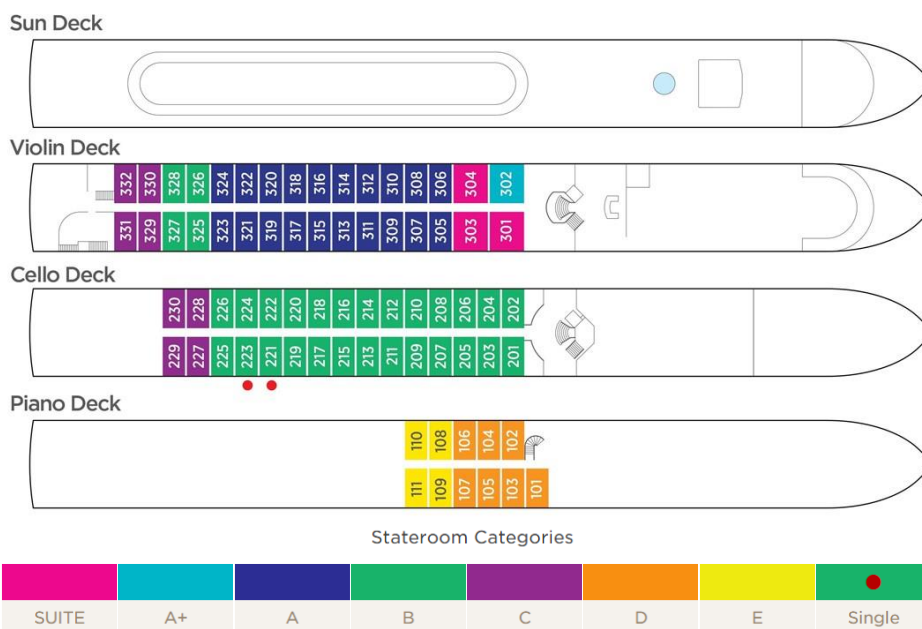 Sun Deck
Violin Deck
332 330 328 326 324 322 320 318 316 314 312 310 308 306 304 302
331 329 327 325 323 321 319 317 315 313 311 309 307 305 303 301
Cello Deck
230 228 226 224 222 220 218 216 214 212 210 208 206 204 202
229 227 225 223 221 219 217 215 213 211 209 207 205 203 201
Piano Deck
110 108 106 104 102
111 109 107 105 103 101
Stateroom Categories
SUITE A+ A B C D E Single